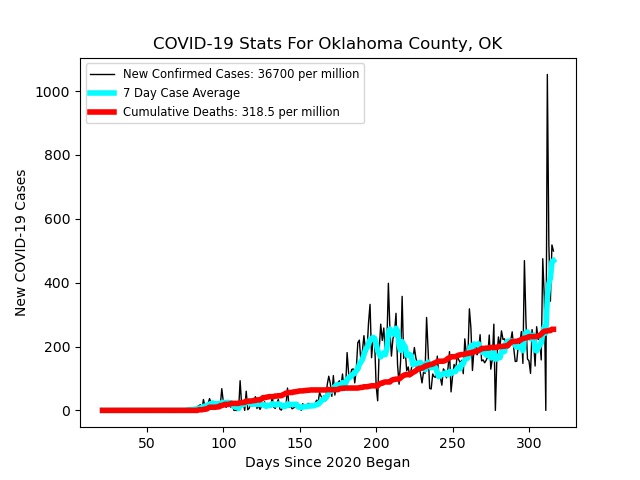 COVID-19 Stats For Oklahoma County, OK
New Confirmed Cases: 36700 per million
7 Day Case Average
Cumulative Deaths: 318.5 per million
New COVID-19 Cases
1000
800
600
400
200
0
50 100 150 200 250 300
Days Since 2020 Began